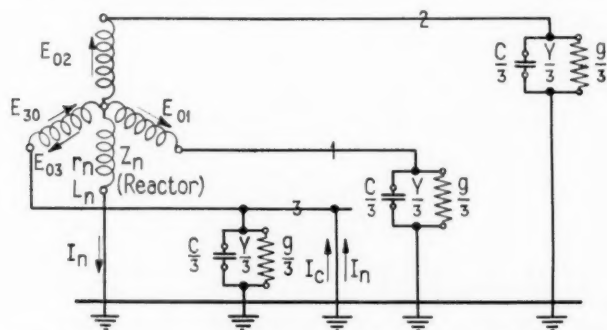 2
E02
C/3 Y/3 g/3
E30 E01
E03
rn Zn
Ln (Reactor)
1
C/3 Y/3 g/3
3
C/3 Y/3 g/3
In Ic In